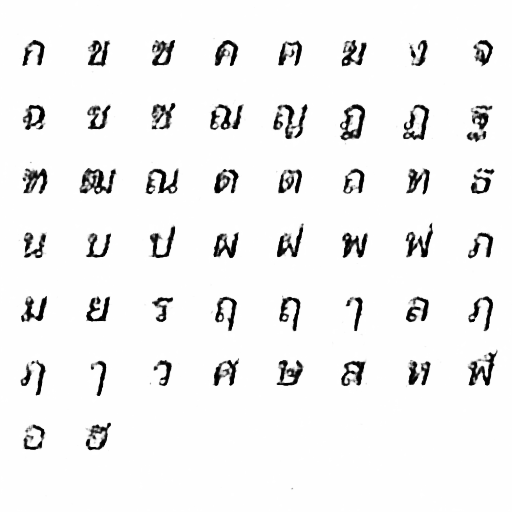 ก ข ฃ ค ฅ ฆ ง จ
ฉ ช ซ ฌ ญ ฎ ฏ ฐ
ฑ ฒ ณ ด ต ถ ท ธ
น บ ป ผ ฝ พ ฟ ภ
ม ย ร ฤ ฤ ๅ ล ฦ
ฦ ๅ ว ศ ษ ส ห ฬ
อ ฮ